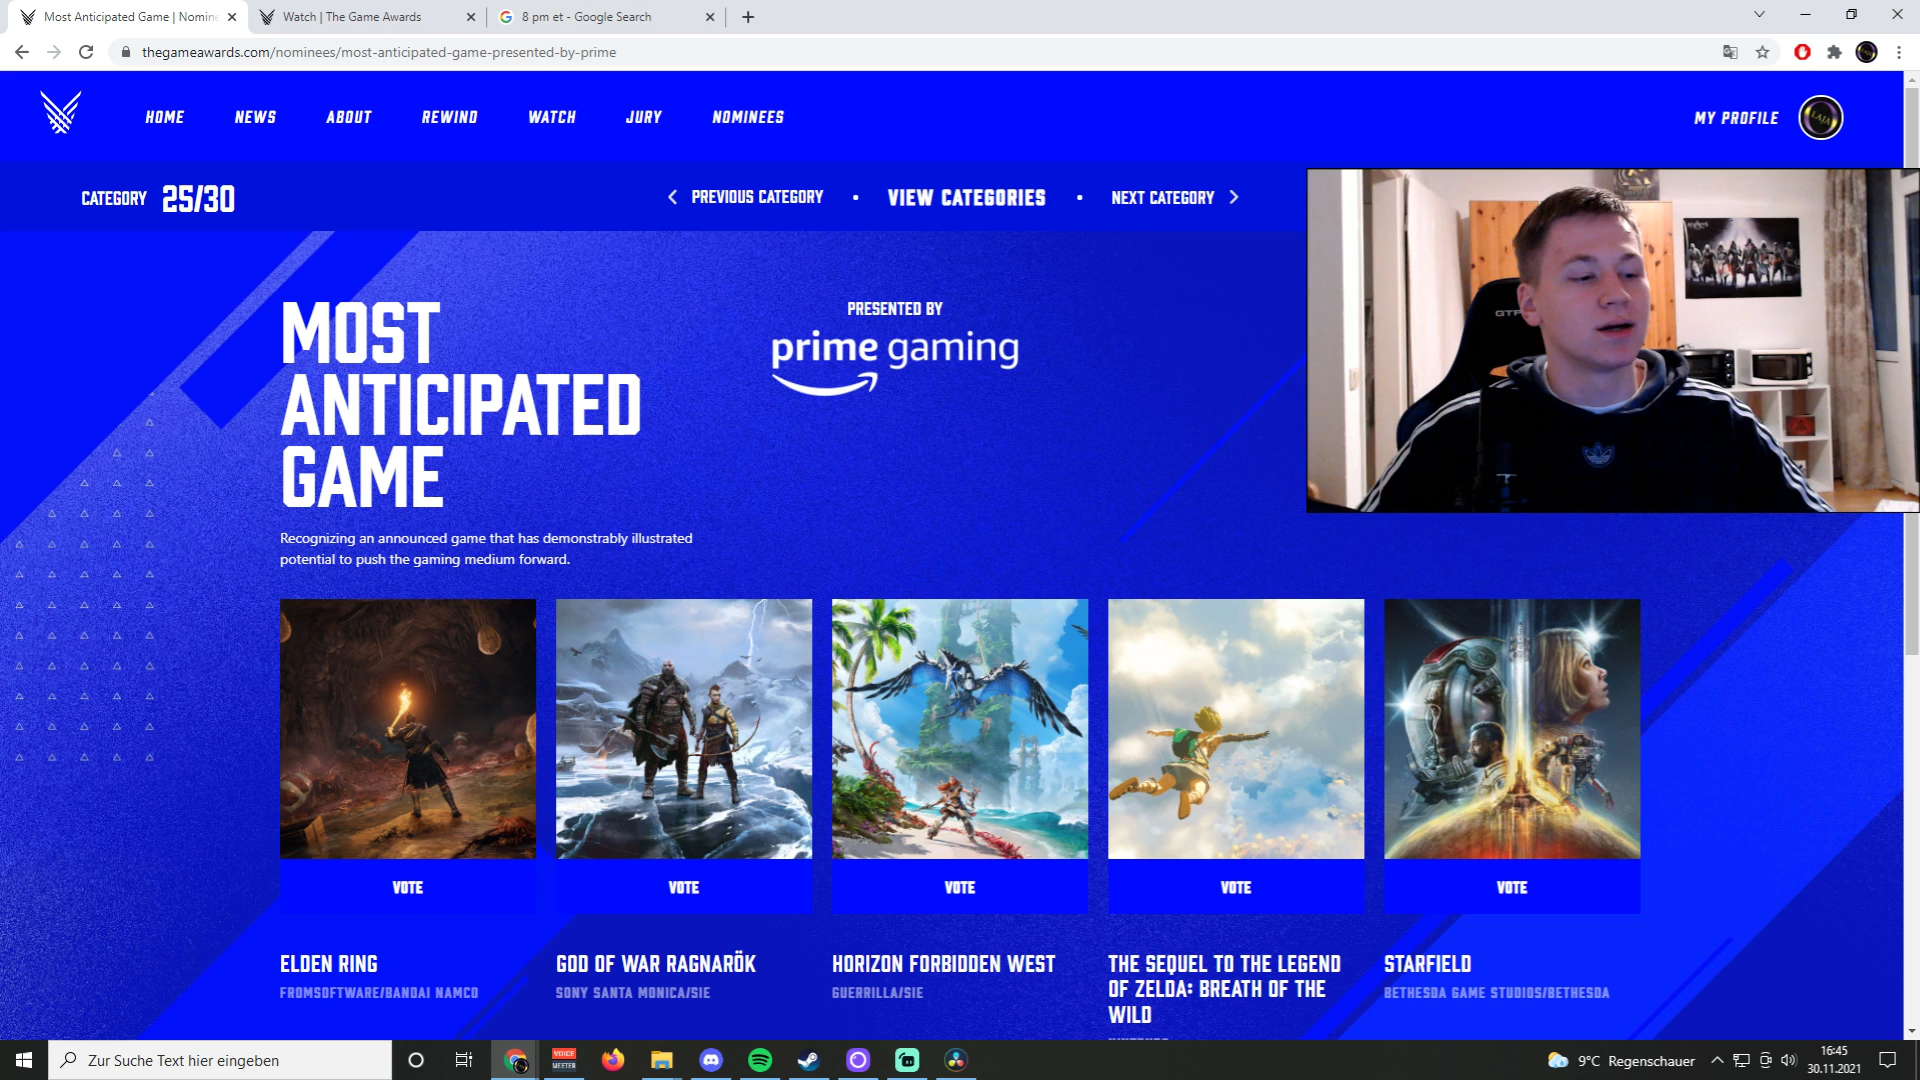 Most Anticipated Game | Nomine
Watch | The Game Awards
8 pm et - Google Search
thegameawards.com/nominees/most-anticipated-game-presented-by-prime
HOME
NEWS
ABOUT
REWIND
WATCH
JURY
NOMINEES
MY PROFILE
LAJA
CATEGORY 25/30
PREVIOUS CATEGORY
VIEW CATEGORIES
NEXT CATEGORY
MOST
ANTICIPATED
GAME
PRESENTED BY
prime gaming
Recognizing an announced game that has demonstrably illustrated
potential to push the gaming medium forward.
VOTE
VOTE
VOTE
VOTE
VOTE
ELDEN RING
FROMSOFTWARE/BANDAI NAMCO
GOD OF WAR RAGNARÖK
SONY SANTA MONICA/SIE
HORIZON FORBIDDEN WEST
GUERRILLA/SIE
THE SEQUEL TO THE LEGEND
OF ZELDA: BREATH OF THE
WILD
STARFIELD
BETHESDA GAME STUDIOS/BETHESDA
Zur Suche Text hier eingeben
VOICE
MEETER
9°C Regenschauer
16:45
30.11.2021